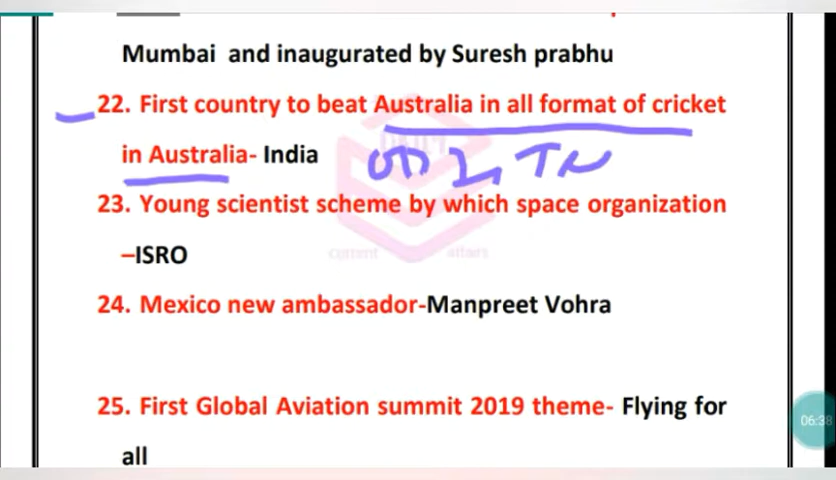 Mumbai and inaugurated by Suresh prabhu
22. First country to beat Australia in all format of cricket
in Australia- India
23. Young scientist scheme by which space organization
–ISRO
current affairs
24. Mexico new ambassador-Manpreet Vohra
25. First Global Aviation summit 2019 theme- Flying for
all
06:38